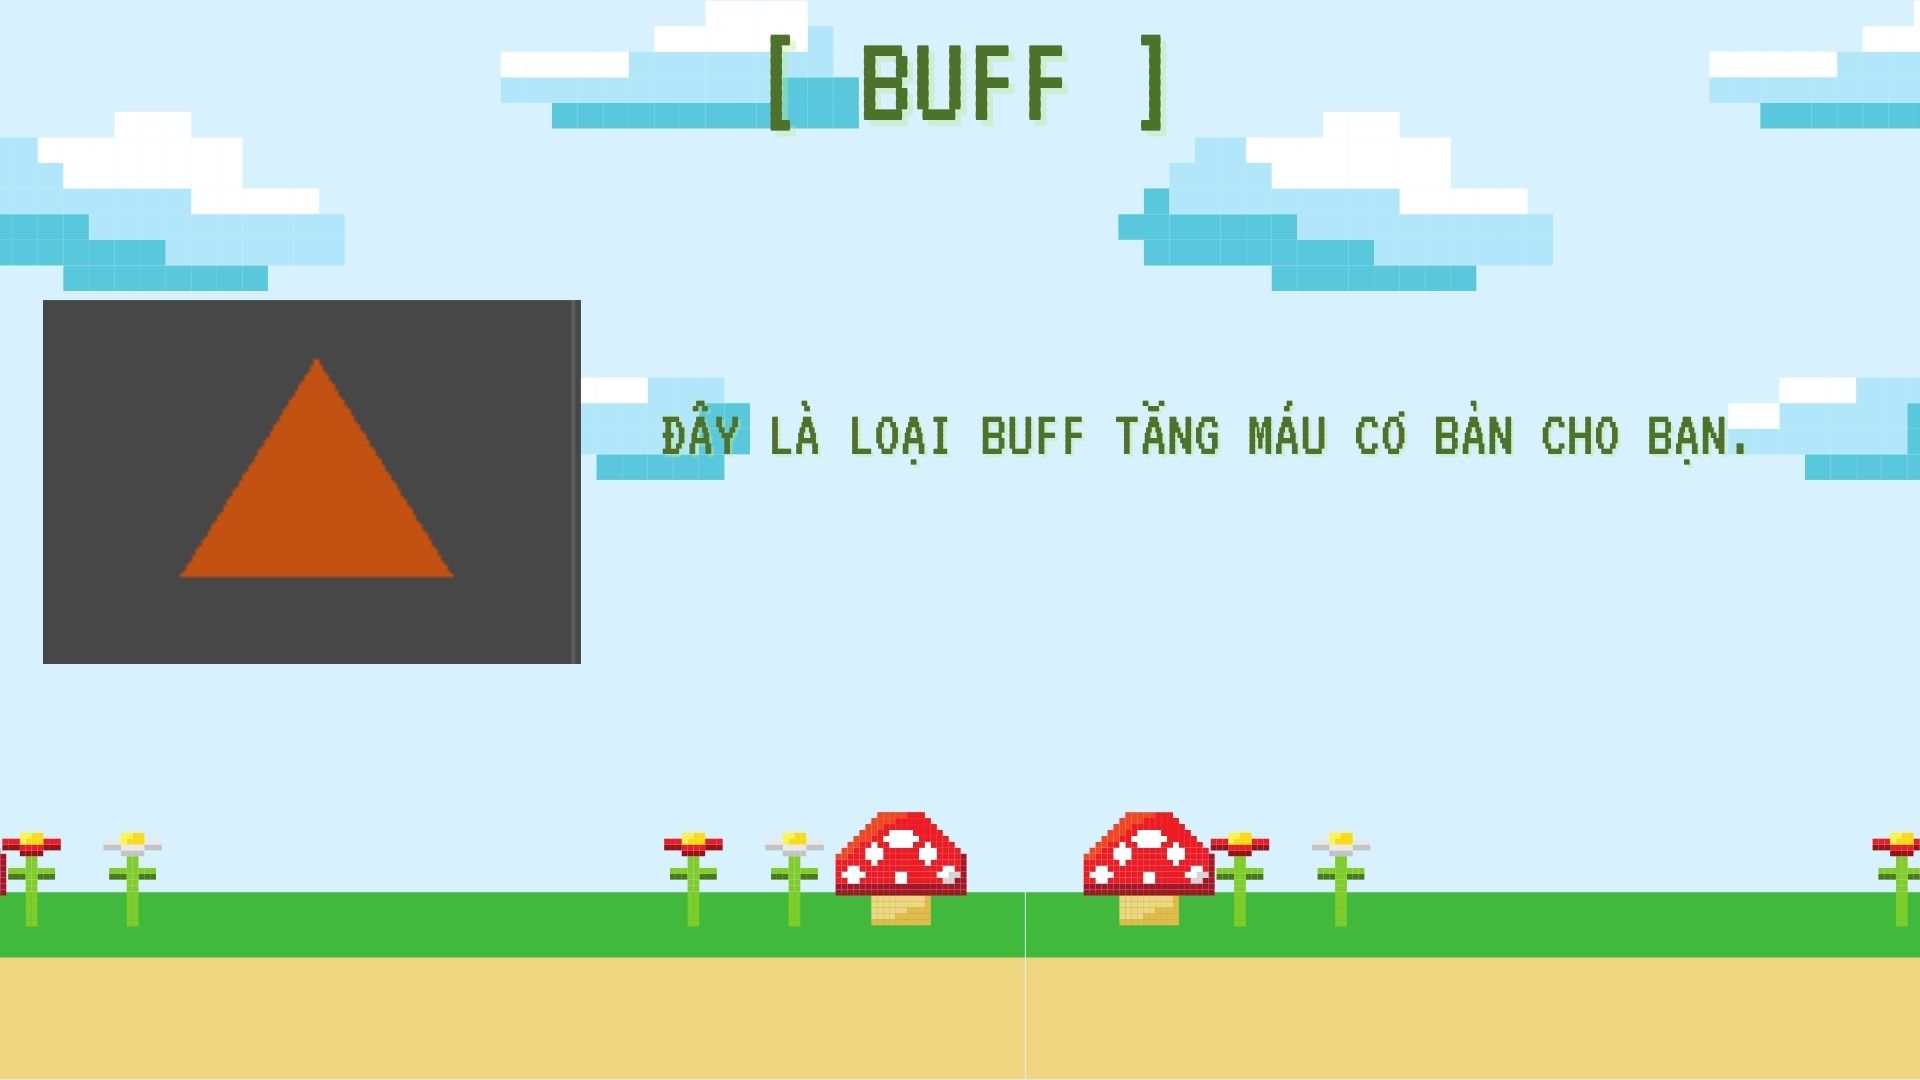 [ BUFF ]
ĐÂY LÀ LOẠI BUFF TĂNG MÁU CƠ BẢN CHO BẠN.